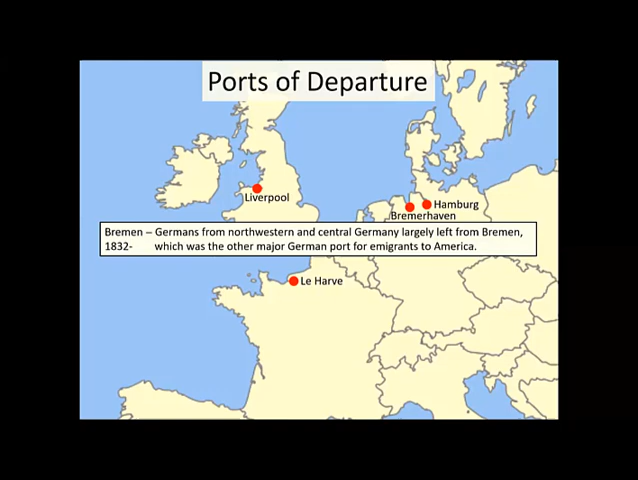 Ports of Departure
Liverpool
Hamburg
Bremerhaven
Bremen – Germans from northwestern and central Germany largely left from Bremen,
1832- which was the other major German port for emigrants to America.
Le Harve